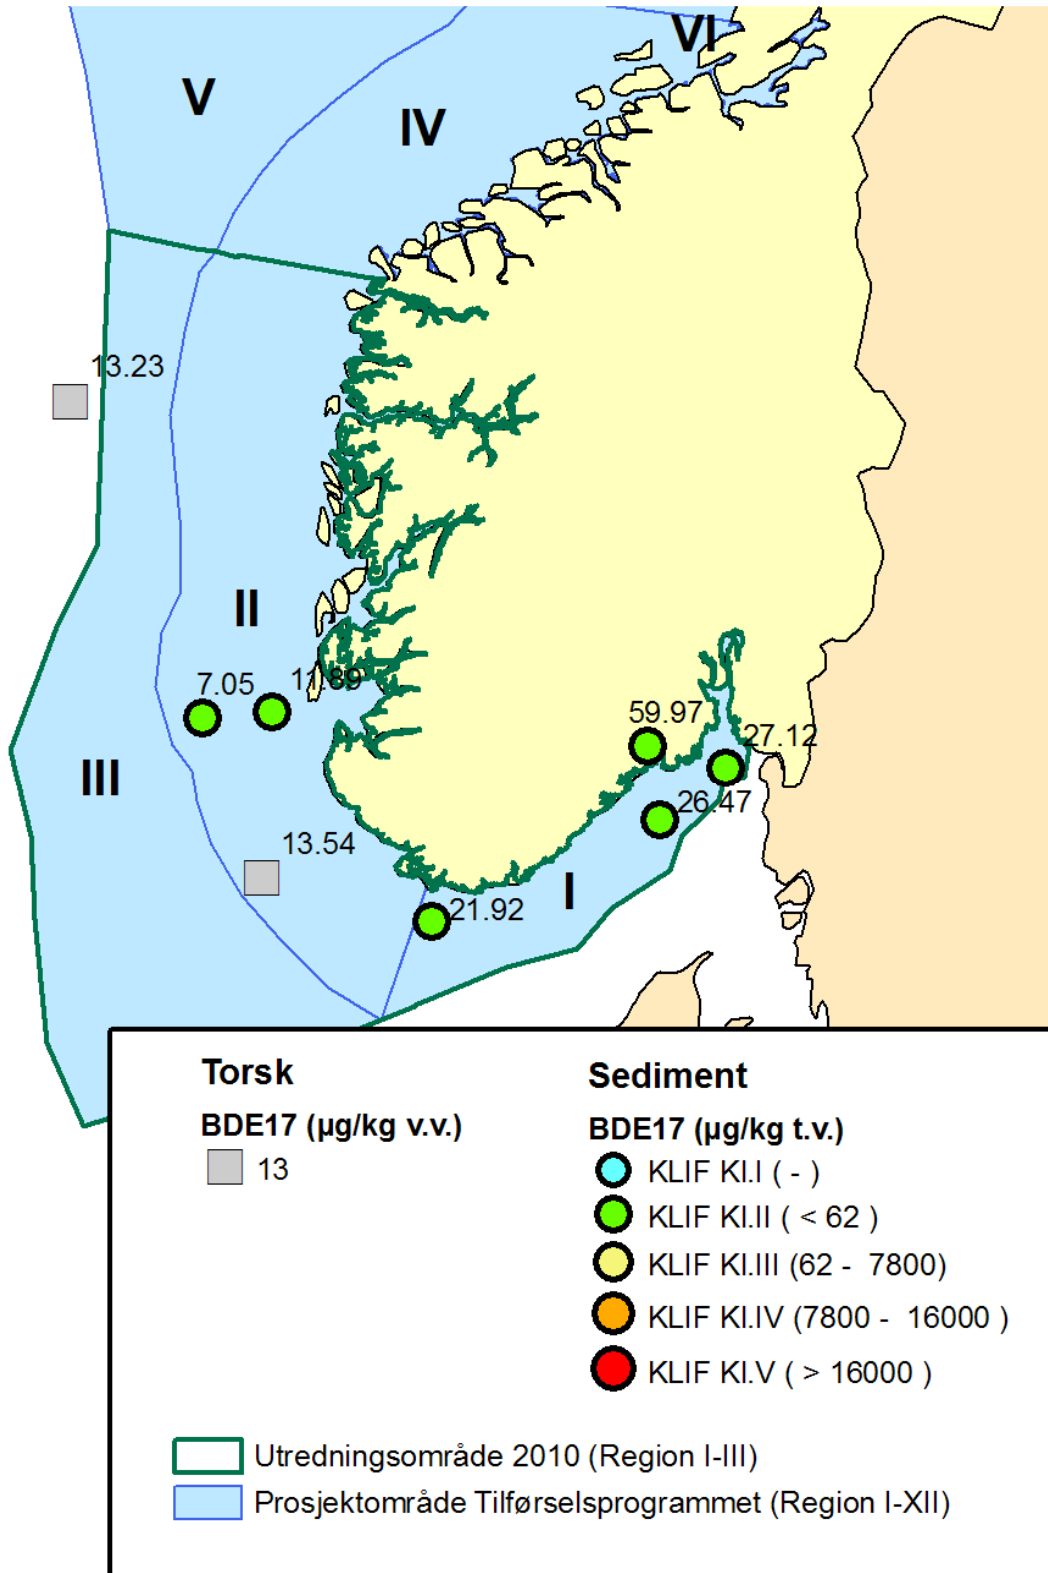 VI
V
IV
13.23
II
7.05
11.89
59.97
27.12
III
26.47
13.54
I
21.92
Torsk
BDE17 (µg/kg v.v.)
13
Sediment
BDE17 (µg/kg t.v.)
KLIF Kl.I ( - )
KLIF Kl.II ( < 62 )
KLIF Kl.III (62 - 7800)
KLIF Kl.IV (7800 - 16000 )
KLIF Kl.V ( > 16000 )
Utredningsområde 2010 (Region I-III)
Prosjektområde Tilførselsprogrammet (Region I-XII)